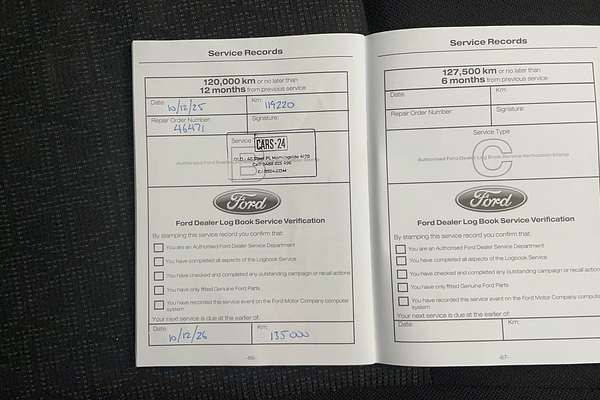 Service Records
120,000 km or no later than
12 months from previous service
Date: 10/12/25 Km: 119220
Repair Order Number: 46471 Signature:
Service
CARS-24
Ford
Ford Dealer Log Book Service Verification
By stamping this service record you confirm that:
You are an Authorised Ford Dealer Service Department
You have completed all aspects of the Logbook Service
You have checked and completed any outstanding campaign or recall actions
You have only fitted Genuine Ford Parts
You have recorded this service event on the Ford Motor Company computer
system
Your next service is due at the earlier of:
Date: 10/12/26 Km: 135000
-66-
Service Records
127,500 km or no later than
6 months from previous service
Date: Km:
Repair Order Number: Signature:
Service Type
C
Authorised Ford Dealer Log Book Service Verification Stamp
Ford
Ford Dealer Log Book Service Verification
By stamping this service record you confirm that:
You are an Authorised Ford Dealer Service Department
You have completed all aspects of the Logbook Service
You have checked and completed any outstanding campaign or recall
You have only fitted Genuine Ford Parts
You have recorded this service event on the Ford Motor Company
system
Your next service is due at the earlier of:
Date: Km:
-67-